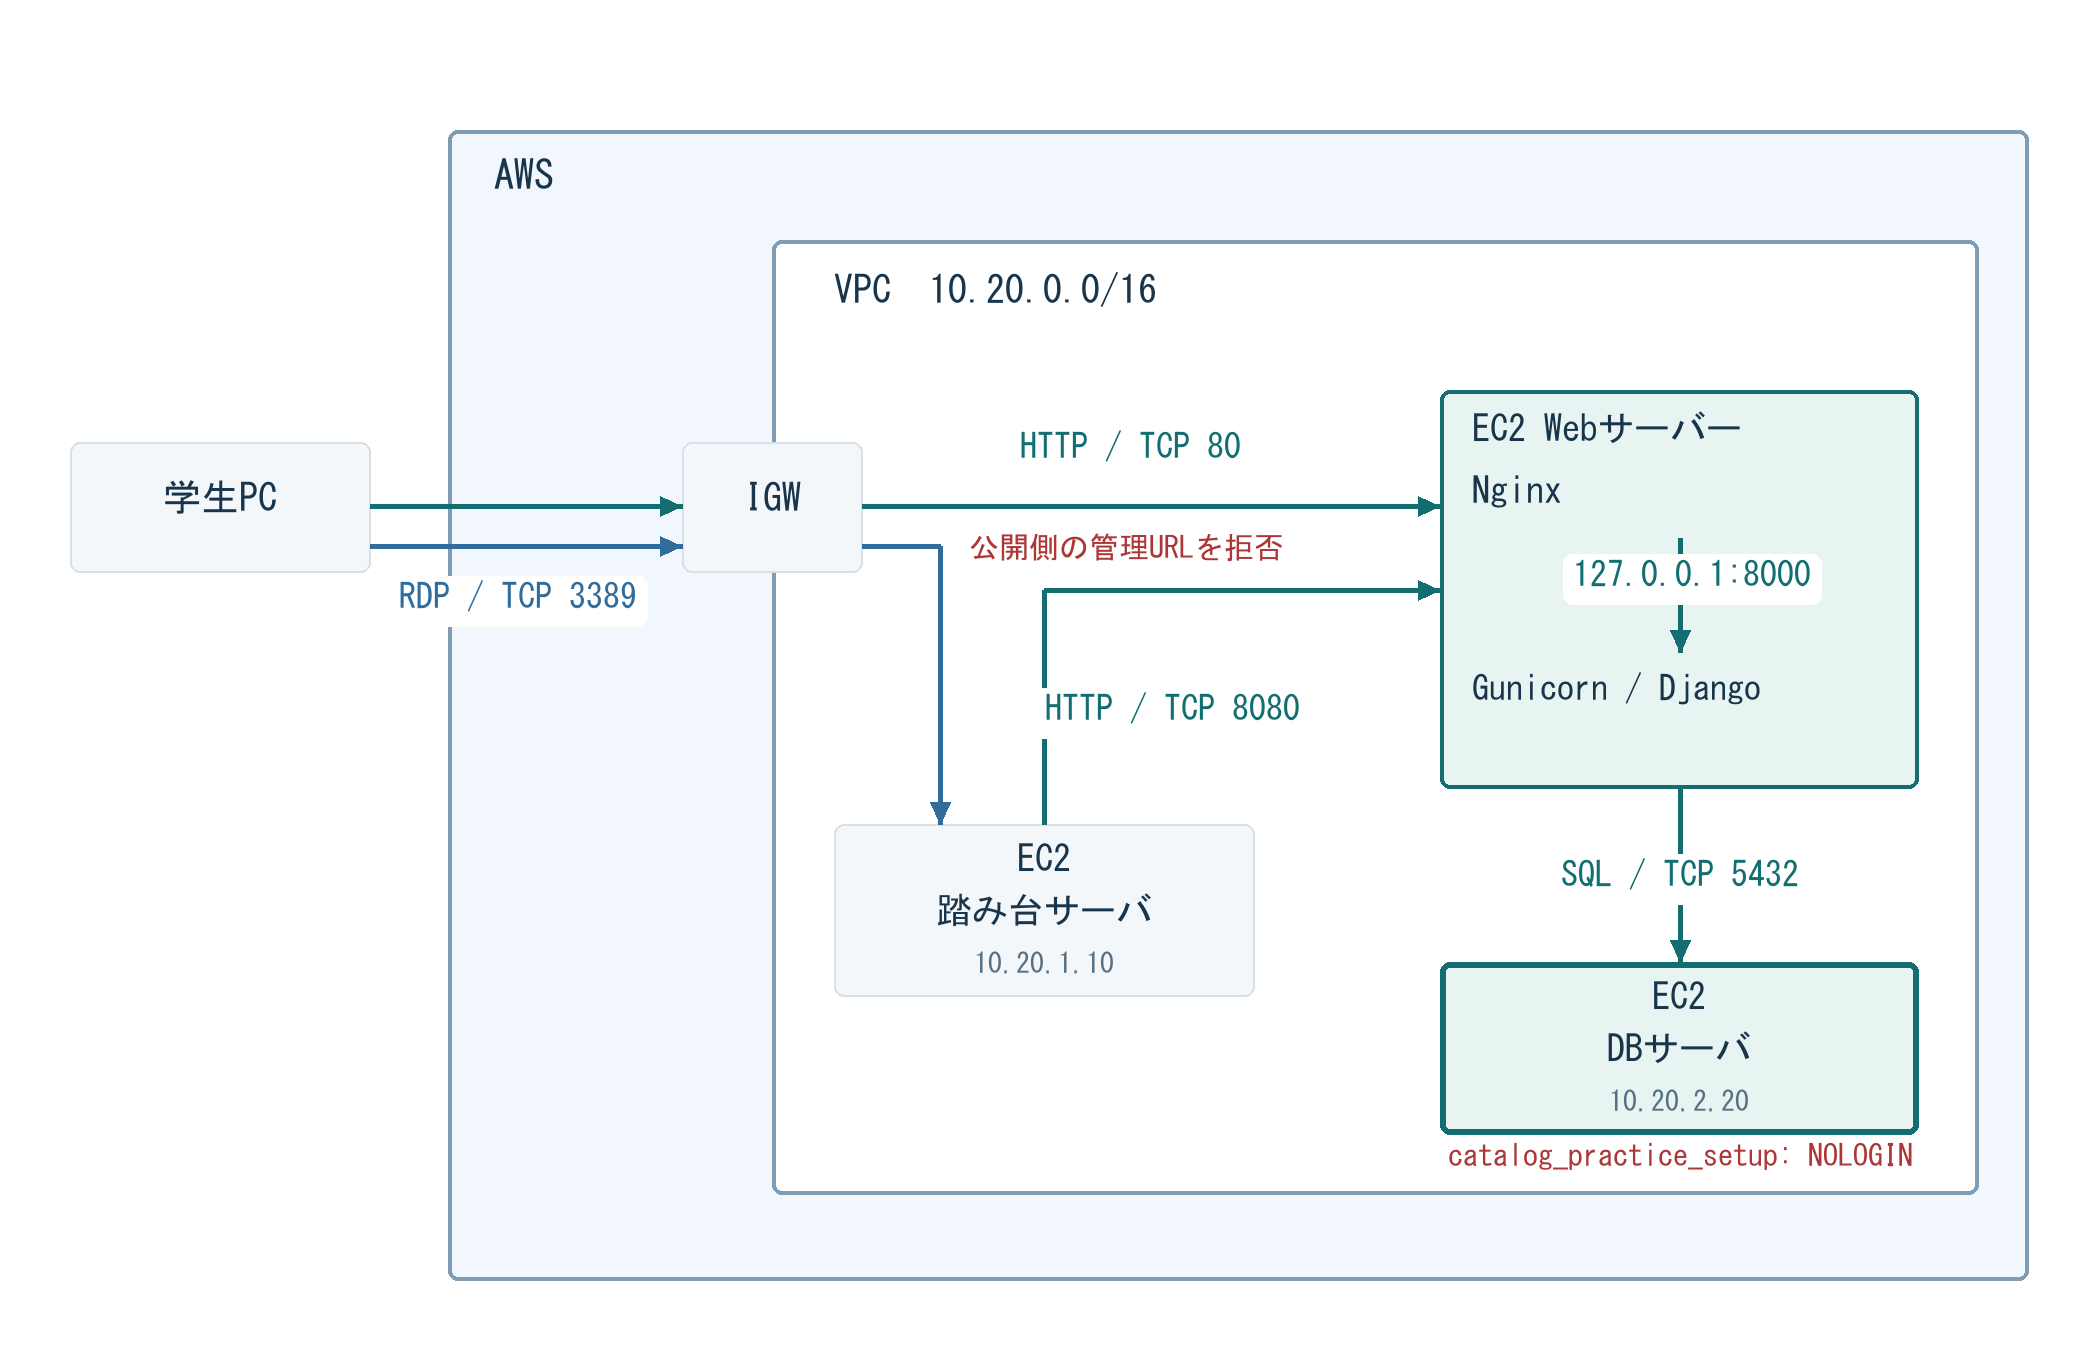 AWS
VPC  10.20.0.0/16
学生PC
IGW
RDP / TCP 3389
HTTP / TCP 80
公開側の管理URLを拒否
HTTP / TCP 8080
EC2 Webサーバー
Nginx
127.0.0.1:8000
Gunicorn / Django
EC2
踏み台サーバ
10.20.1.10
SQL / TCP 5432
EC2
DBサーバ
10.20.2.20
catalog_practice_setup: NOLOGIN